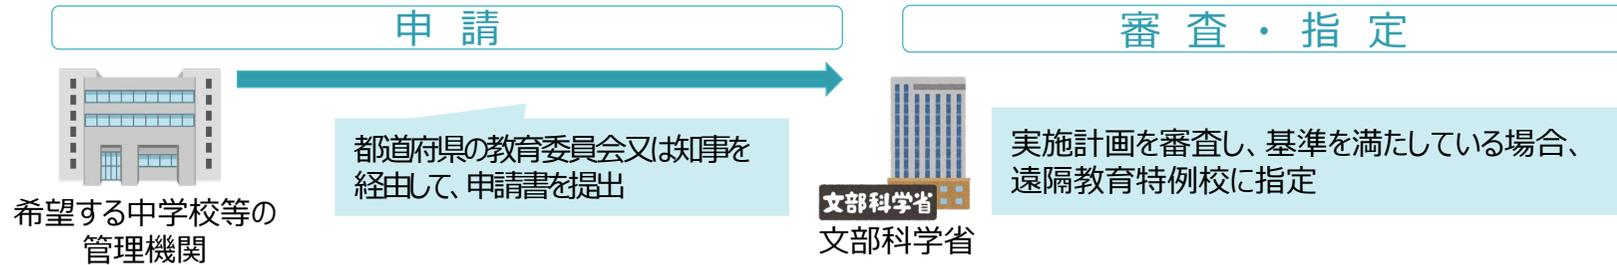 申 請
審 査 ・ 指 定
都道府県の教育委員会又は知事を
経由して、申請書を提出
希望する中学校等の
管理機関
文部科学省
文部科学省
実施計画を審査し、基準を満たしている場合、
遠隔教育特例校に指定